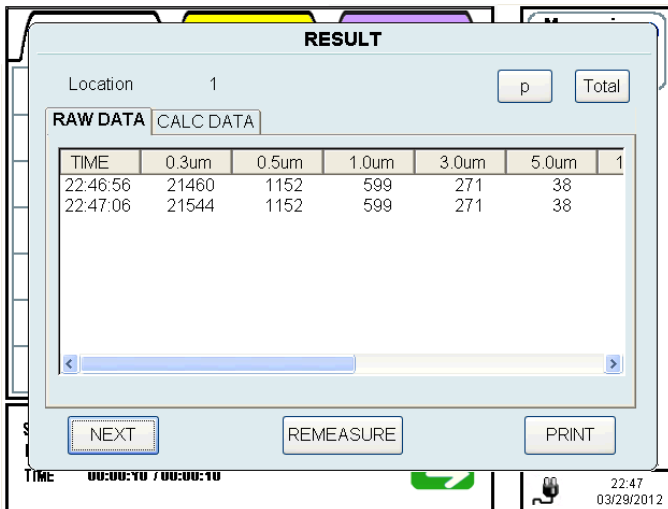 RESULT
Location 1 p Total
RAW DATA CALC DATA
TIME 0.3um 0.5um 1.0um 3.0um 5.0um 1
22:46:56 21460 1152 599 271 38
22:47:06 21544 1152 599 271 38
NEXT REMEASURE PRINT
TIME 00:00:10 / 00:00:10
22:47
03/29/2012